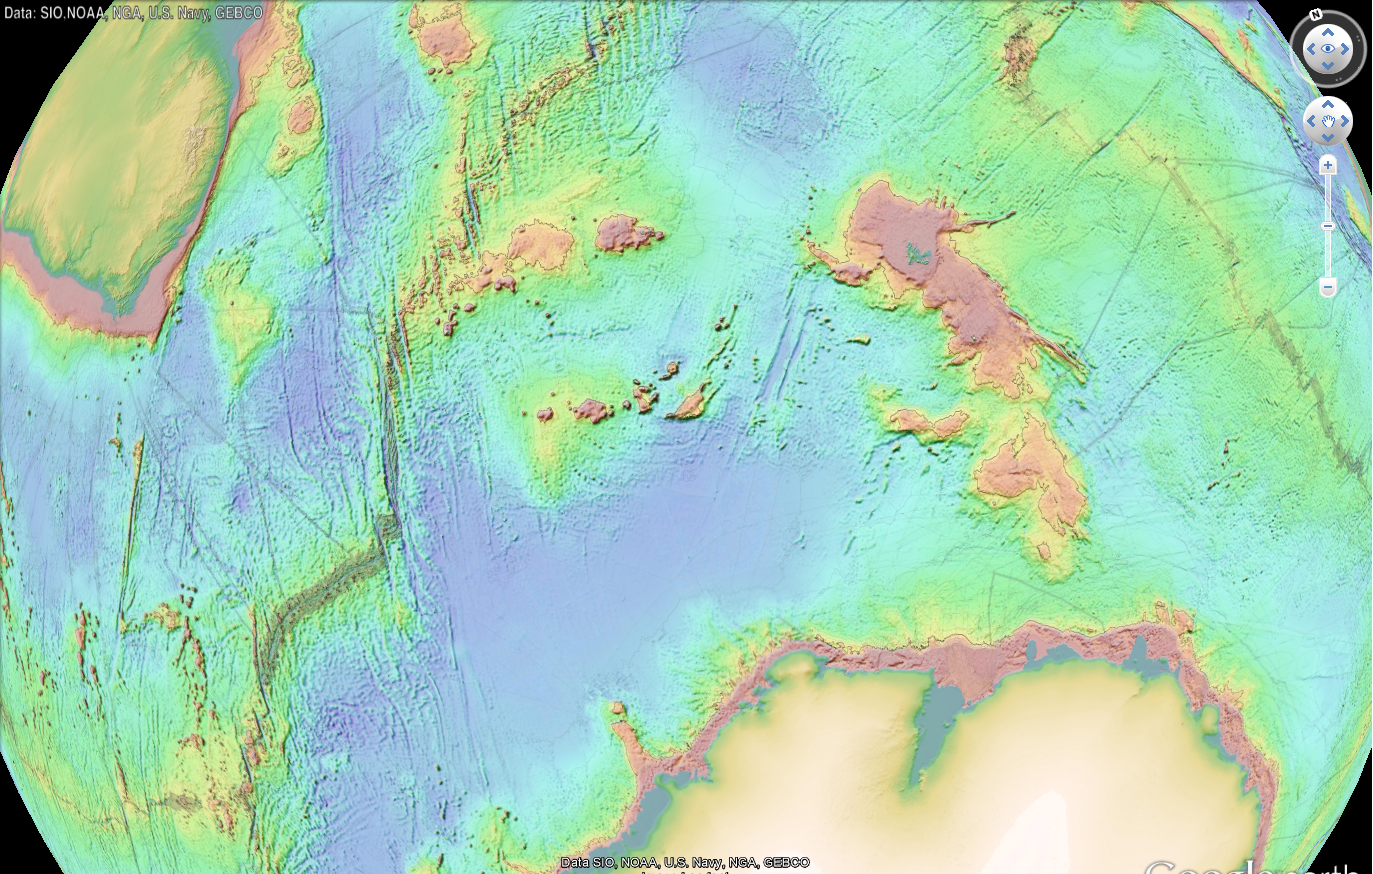 Data: SIO,NOAA, NGA, U.S. Navy, GEBCO
N
Data SIO, NOAA, U.S. Navy, NGA, GEBCO